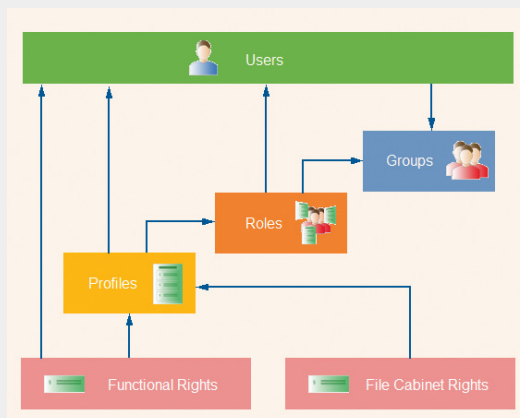 Users
Groups
Roles
Profiles
Functional Rights
File Cabinet Rights